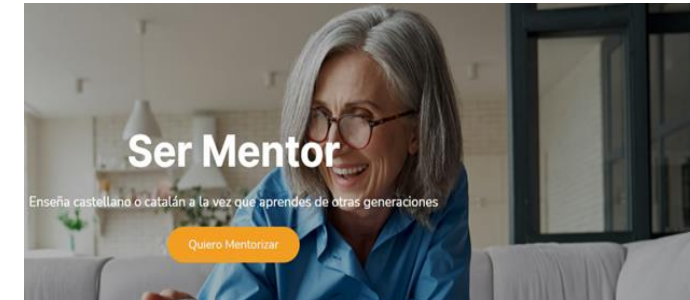 Ser Mentor
Enseña castellano o catalán a la vez que aprendes de otras generaciones
Quiero Mentorizar